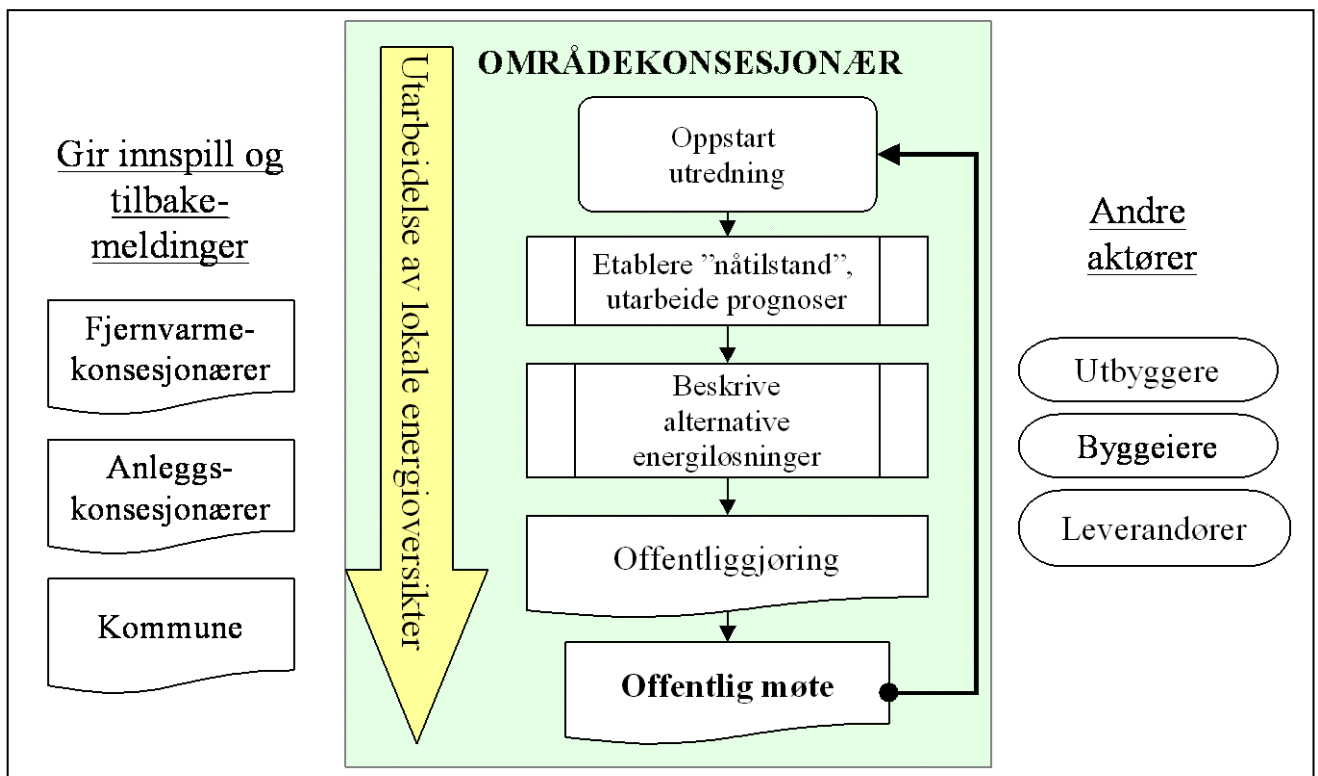 Gir innspill og
tilbake-
meldinger
Fjernvarme-
konsesjonærer
Anleggs-
konsesjonærer
Kommune
Utarbeidelse av lokale energioversikter
OMRÅDEKONSESJONÆR
Oppstart
utredning
Etablere ”nåtilstand”,
utarbeide prognoser
Beskrive
alternative
energiløsninger
Offentliggjøring
Offentlig møte
Andre
aktører
Utbyggere
Byggeiere
Leverandører